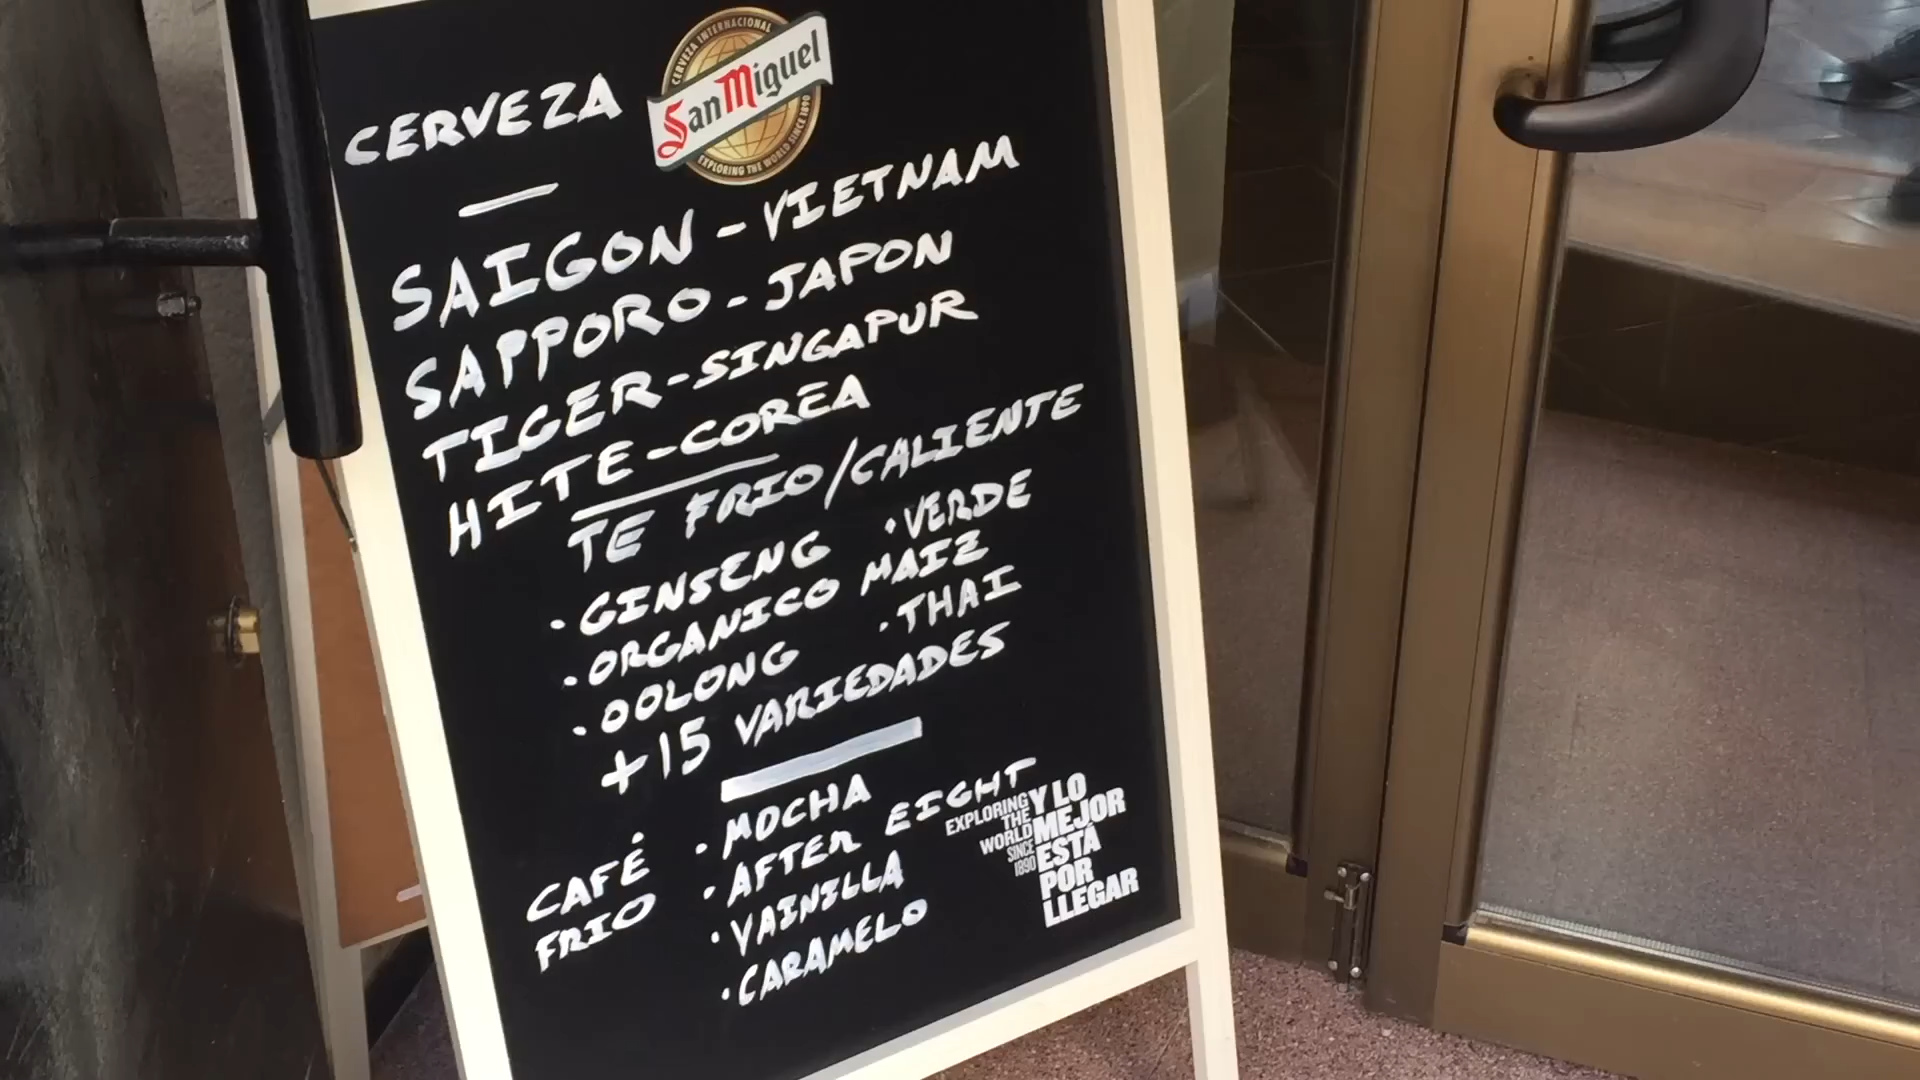 CERVEZA
CERVEZA INTERNACIONAL
San Miguel
EXPLORING THE WORLD SINCE 1890
SAIGON - VIETNAM
SAPPORO - JAPON
TIGER - SINGAPUR
HITE - COREA
TE FRIO/CALIENTE
· GINSENG · VERDE
· ORGANICO MAIZ
· OOLONG · THAI
+15 VARIEDADES
CAFÉ FRIO
· MOCHA
· AFTER EIGHT
· VAINILLA
· CARAMELO
EXPLORING
THE
WORLD
SINCE
1890
Y LO
MEJOR
ESTÁ
POR
LLEGAR